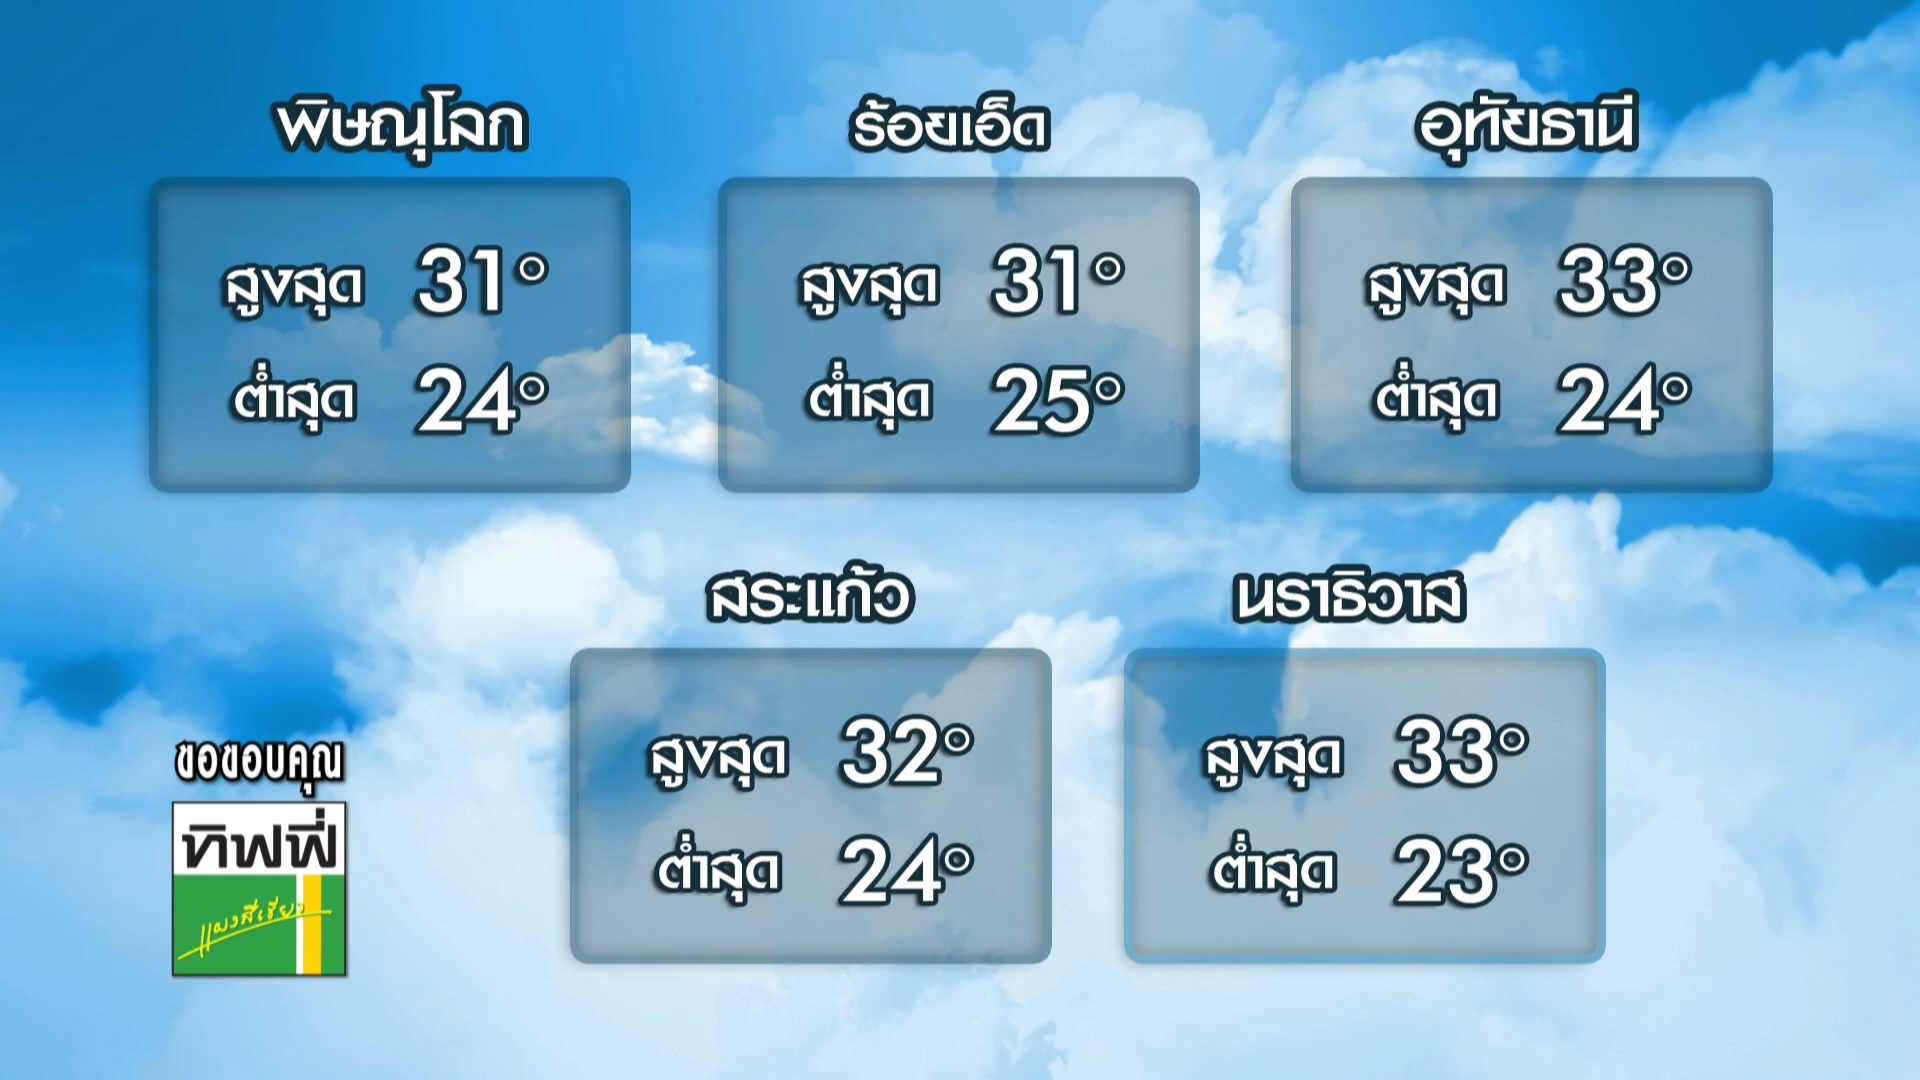 พิษณุโลก
สูงสุด 31°
ต่ำสุด 24°
ร้อยเอ็ด
สูงสุด 31°
ต่ำสุด 25°
อุทัยธานี
สูงสุด 33°
ต่ำสุด 24°
สระแก้ว
สูงสุด 32°
ต่ำสุด 24°
นราธิวาส
สูงสุด 33°
ต่ำสุด 23°
ขอขอบคุณ
ทิฟฟี่
แผงสีเขียว